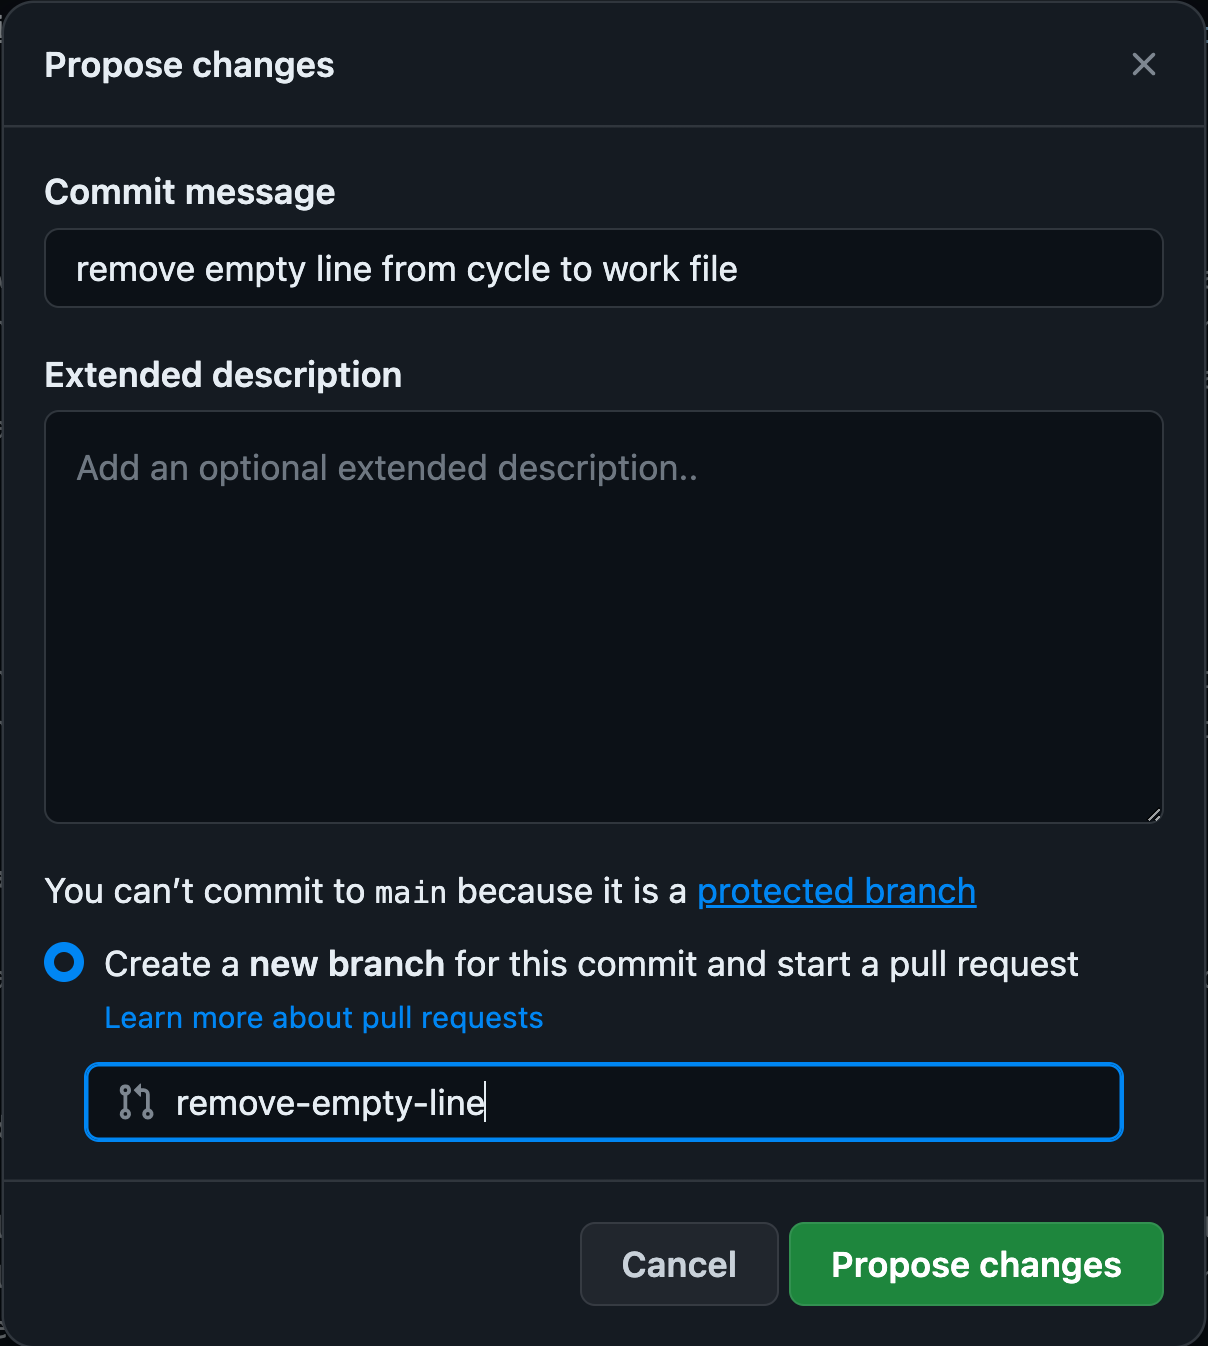 Propose changes
Commit message
remove empty line from cycle to work file
Extended description
Add an optional extended description..
You can’t commit to main because it is a protected branch
Create a new branch for this commit and start a pull request
Learn more about pull requests
remove-empty-line
Cancel
Propose changes